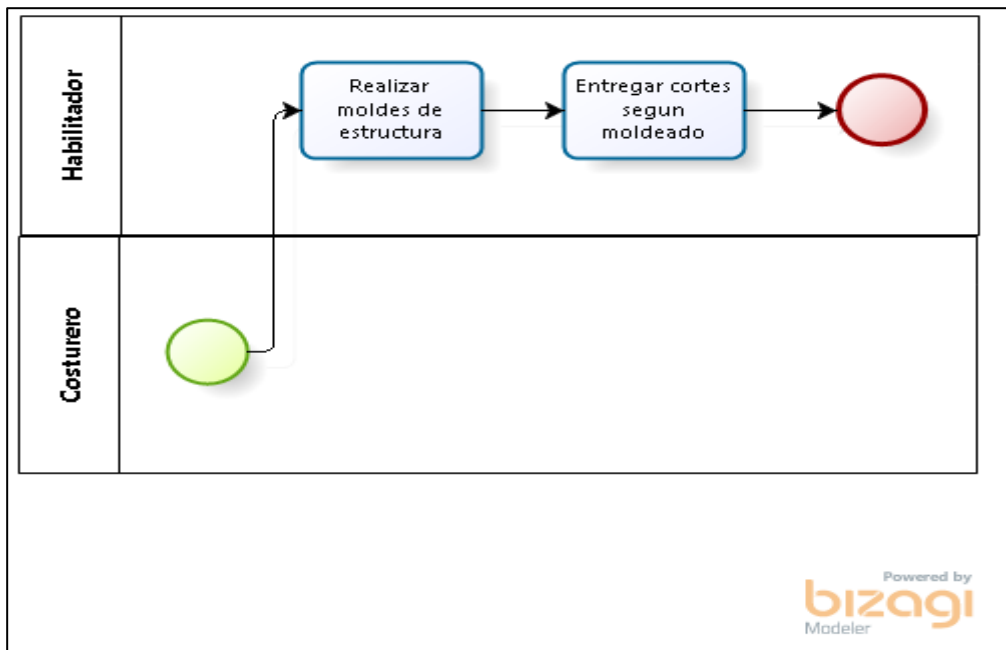 Habilitador
Realizar
moldes de
estructura
Entregar cortes
segun
moldeado
Costurero
Powered by
bizagi
Modeler